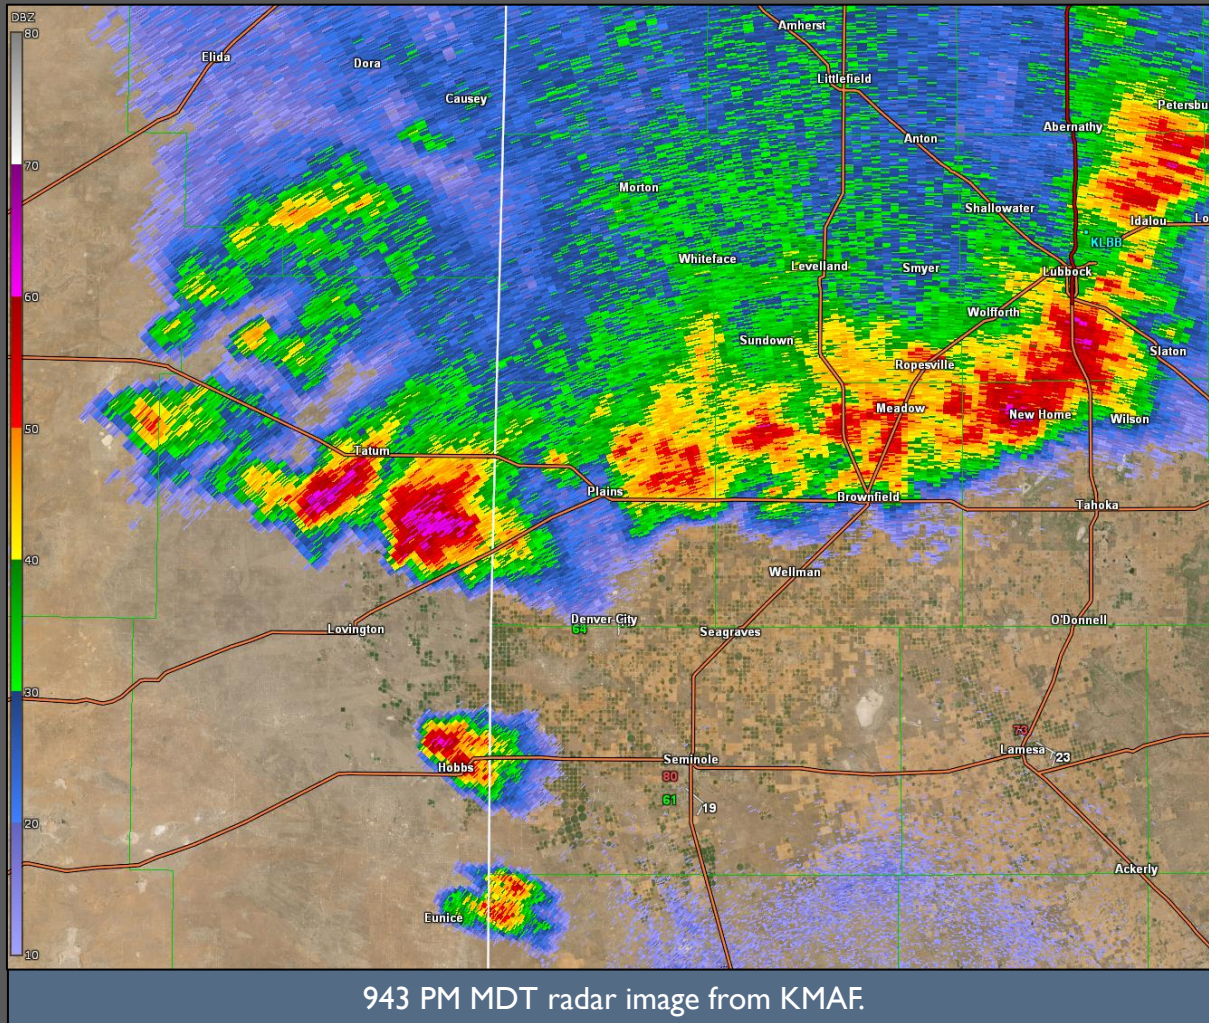 DBZ
80
70
60
50
40
30
20
10
Amherst
Elida
Dora
Littlefield
Causey
Petersbu
Abernathy
Anton
Morton
Shallowater
Idalou
Lo
KLBB
Whiteface
Levelland
Smyer
Lubbock
Wolfforth
Sundown
Slaton
Ropesville
Meadow
New Home
Wilson
Tatum
Plains
Brownfield
Tahoka
Wellman
Denver City
64
Lovington
Seagraves
O'Donnell
73
Lamesa
23
Hobbs
Seminole
80
61
19
Ackerly
Eunice
943 PM MDT radar image from KMAF.